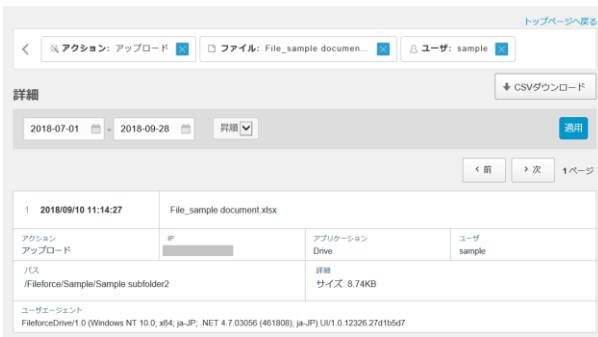 トップページへ戻る
アクション: アップロード
ファイル: File_sample documen...
ユーザ: sample
CSVダウンロード
詳細
2018-07-01 - 2018-09-28 昇順 適用
前 次 1ページ
1 2018/09/10 11:14:27 File_sample document.xlsx
アクション IP アプリケーション ユーザ
アップロード Drive sample
パス 詳細
/Fileforce/Sample/Sample subfolder2 サイズ: 8.74KB
ユーザエージェント
FileforceDrive/1.0 (Windows NT 10.0; x64; ja-JP; .NET 4.7.03056 (461808); ja-JP) UI/1.0.12326.27d1b5d7